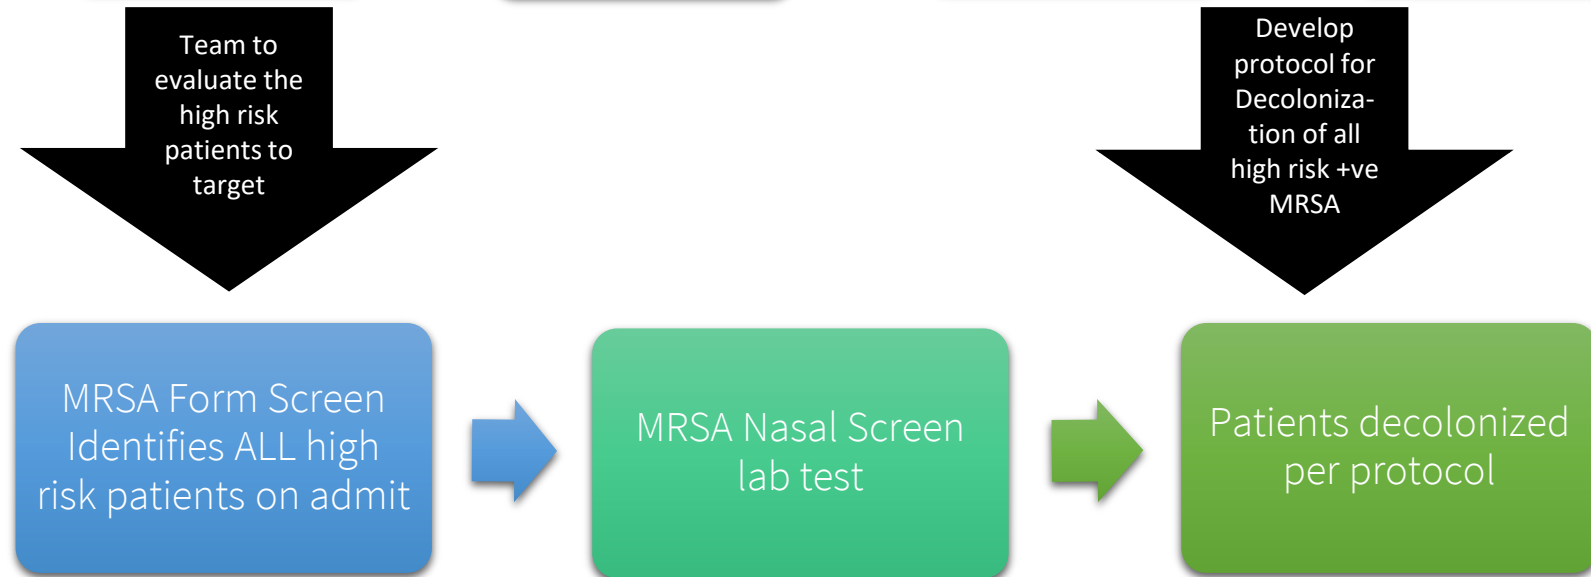 Team to
evaluate the
high risk
patients to
target
Develop
protocol for
Decoloniza-
tion of all
high risk +ve
MRSA
MRSA Form Screen
Identifies ALL high
risk patients on admit
MRSA Nasal Screen
lab test
Patients decolonized
per protocol